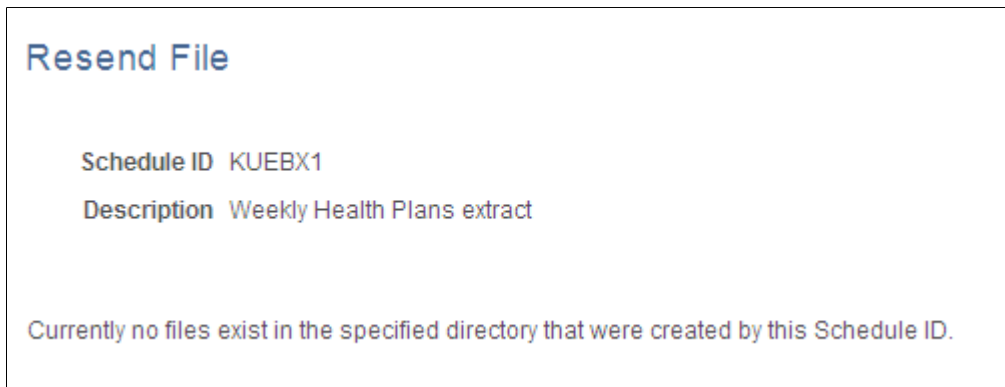 Resend File
Schedule ID KUEBX1
Description Weekly Health Plans extract
Currently no files exist in the specified directory that were created by this Schedule ID.